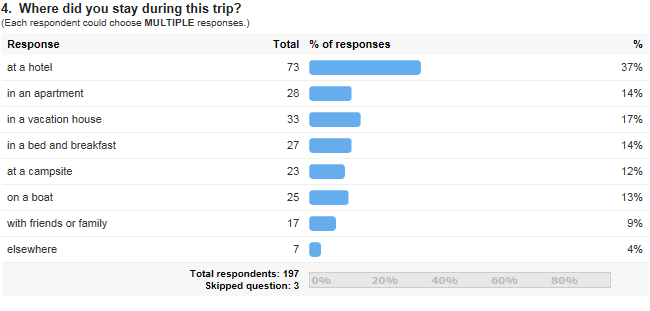 4. Where did you stay during this trip?
(Each respondent could choose MULTIPLE responses.)
Response Total % of responses %
at a hotel 73 37%
in an apartment 28 14%
in a vacation house 33 17%
in a bed and breakfast 27 14%
at a campsite 23 12%
on a boat 25 13%
with friends or family 17 9%
elsewhere 7 4%
Total respondents: 197
Skipped question: 3
0% 20% 40% 60% 80%